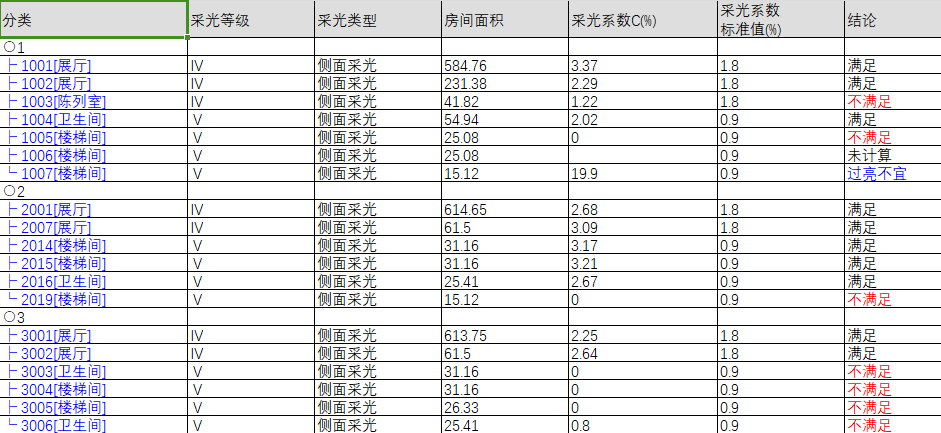 分类 采光等级 采光类型 房间面积 采光系数C(%) 采光系数标准值(%) 结论
○1
├1001[展厅] IV 侧面采光 584.76 3.37 1.8 满足
├1002[展厅] IV 侧面采光 231.38 2.29 1.8 满足
├1003[陈列室] IV 侧面采光 41.82 1.22 1.8 不满足
├1004[卫生间] V 侧面采光 54.94 2.02 0.9 满足
├1005[楼梯间] V 侧面采光 25.08 0 0.9 不满足
├1006[楼梯间] V 侧面采光 25.08 0.9 未计算
└1007[楼梯间] V 侧面采光 15.12 19.9 0.9 过亮不宜
○2
├2001[展厅] IV 侧面采光 614.65 2.68 1.8 满足
├2007[展厅] IV 侧面采光 61.5 3.09 1.8 满足
├2014[楼梯间] V 侧面采光 31.16 3.17 0.9 满足
├2015[楼梯间] V 侧面采光 31.16 3.21 0.9 满足
├2016[卫生间] V 侧面采光 25.41 2.67 0.9 满足
└2019[楼梯间] V 侧面采光 15.12 0 0.9 不满足
○3
├3001[展厅] IV 侧面采光 613.75 2.25 1.8 满足
├3002[展厅] IV 侧面采光 61.5 2.64 1.8 满足
├3003[卫生间] V 侧面采光 31.16 0 0.9 不满足
├3004[楼梯间] V 侧面采光 31.16 0 0.9 不满足
├3005[楼梯间] V 侧面采光 26.33 0 0.9 不满足
└3006[卫生间] V 侧面采光 25.41 0.8 0.9 不满足